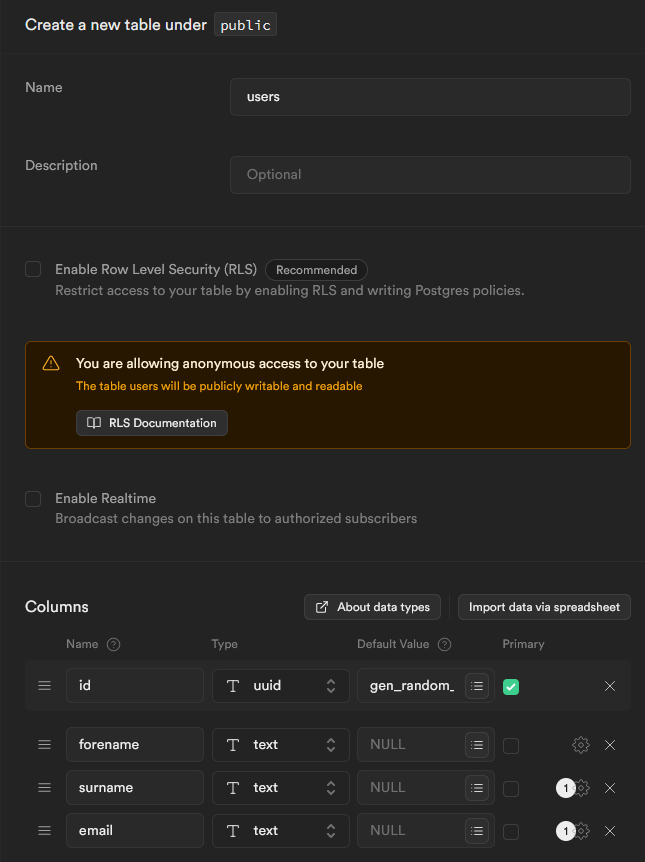 Create a new table under public
Name
users
Description
Optional
Enable Row Level Security (RLS) Recommended
Restrict access to your table by enabling RLS and writing Postgres policies.
You are allowing anonymous access to your table
The table users will be publicly writable and readable
RLS Documentation
Enable Realtime
Broadcast changes on this table to authorized subscribers
Columns About data types Import data via spreadsheet
Name ? Type Default Value ? Primary
id T uuid gen_random_
forename T text NULL
surname T text NULL 1
email T text NULL 1